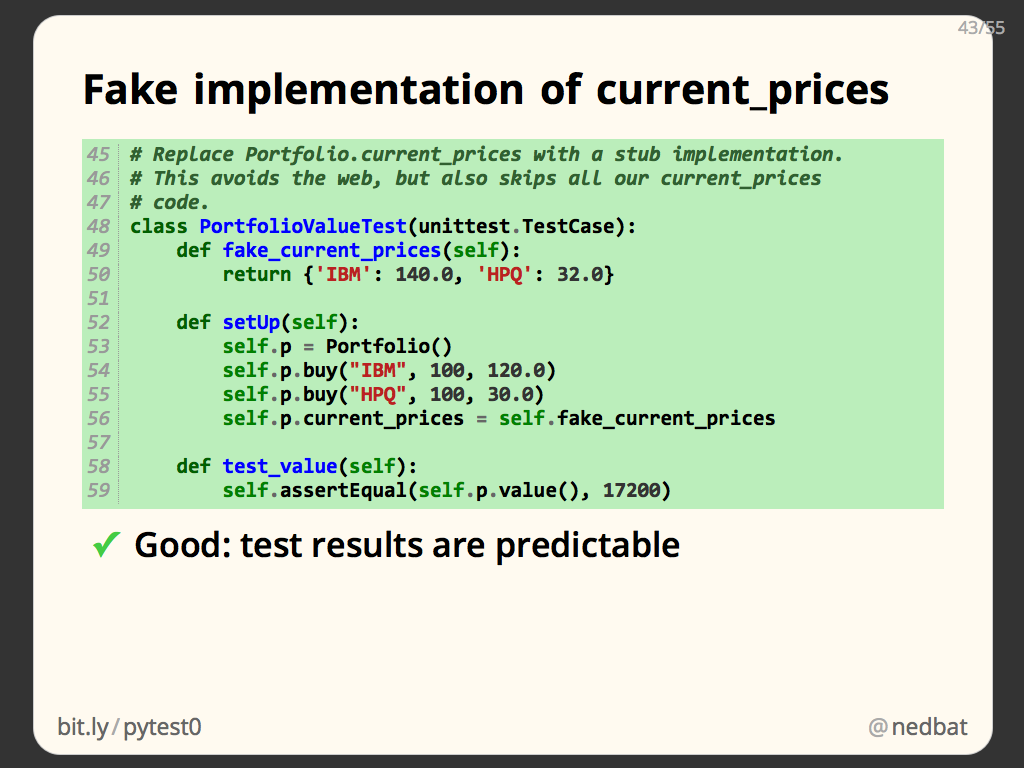 43/55
Fake implementation of current_prices
45 # Replace Portfolio.current_prices with a stub implementation.
46 # This avoids the web, but also skips all our current_prices
47 # code.
48 class PortfolioValueTest(unittest.TestCase):
49     def fake_current_prices(self):
50         return {'IBM': 140.0, 'HPQ': 32.0}
51
52     def setUp(self):
53         self.p = Portfolio()
54         self.p.buy("IBM", 100, 120.0)
55         self.p.buy("HPQ", 100, 30.0)
56         self.p.current_prices = self.fake_current_prices
57
58     def test_value(self):
59         self.assertEqual(self.p.value(), 17200)
✓ Good: test results are predictable
bit.ly/pytest0
@nedbat